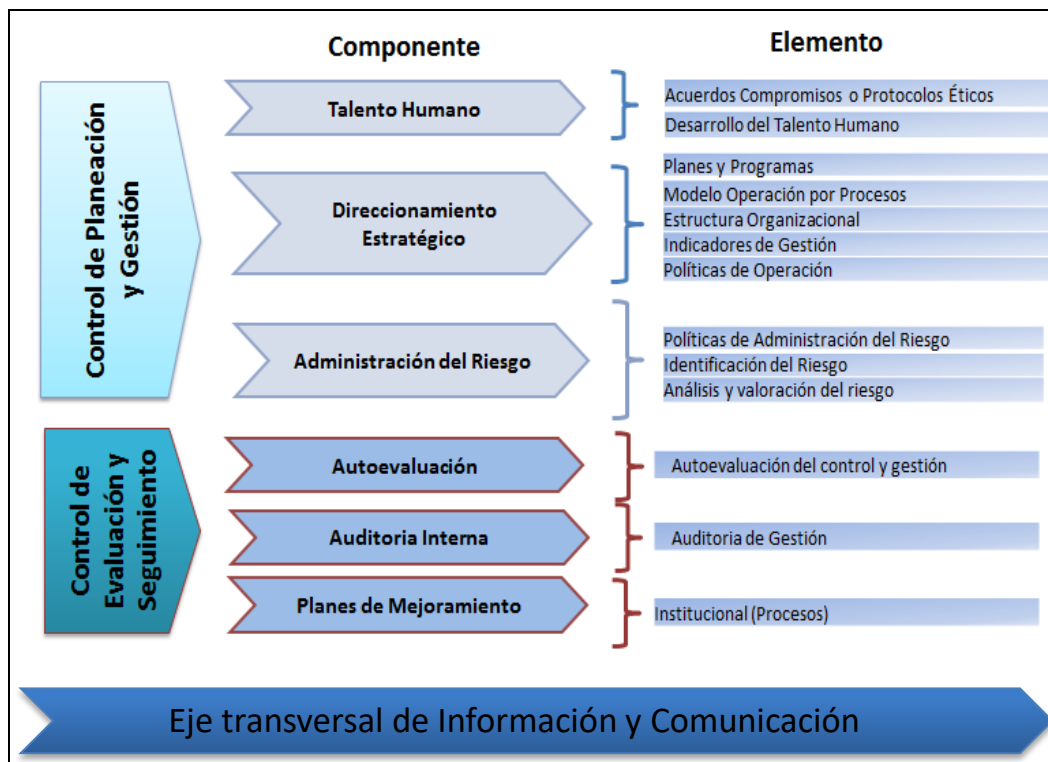 Componente
Elemento
Control de Planeación
y Gestión
Talento Humano
Acuerdos Compromisos o Protocolos Éticos
Desarrollo del Talento Humano
Direccionamiento
Estratégico
Planes y Programas
Modelo Operación por Procesos
Estructura Organizacional
Indicadores de Gestión
Políticas de Operación
Administración del Riesgo
Políticas de Administración del Riesgo
Identificación del Riesgo
Análisis y valoración del riesgo
Control de
Evaluación y
Seguimiento
Autoevaluación
Autoevaluación del control y gestión
Auditoria Interna
Auditoria de Gestión
Planes de Mejoramiento
Institucional (Procesos)
Eje transversal de Información y Comunicación